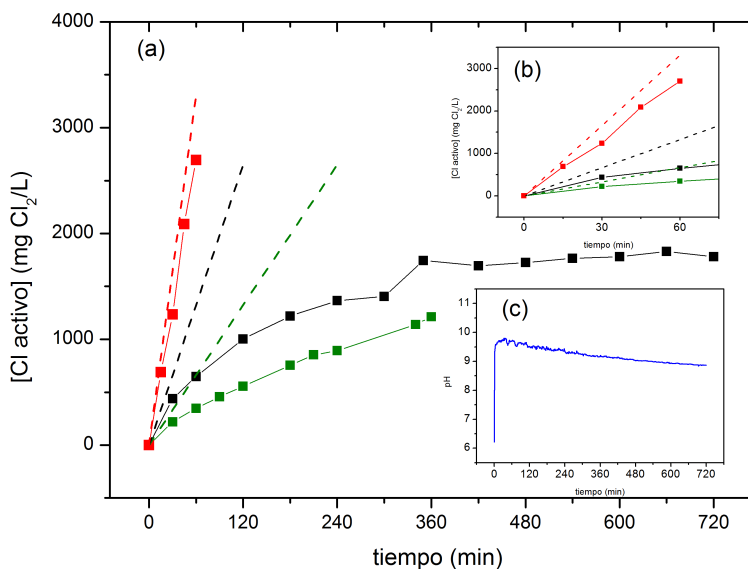 (a)
4000
3000
2000
1000
0
[Cl activo] (mg Cl₂/L)
0 120 240 360 480 600 720
tiempo (min)
(b)
3000
2000
1000
0
[Cl activo] (mg Cl₂/L)
0 30 60
tiempo (min)
(c)
11
10
9
8
7
6
pH
0 120 240 360 480 600 720
tiempo (min)